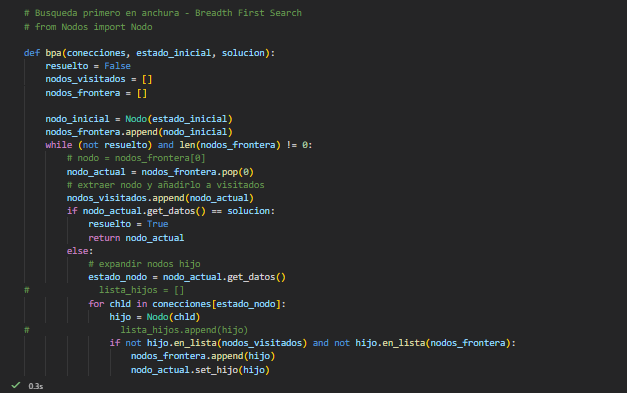 # Busqueda primero en anchura - Breadth First Search
# from Nodos import Nodo

def bpa(conecciones, estado_inicial, solucion):
    resuelto = False
    nodos_visitados = []
    nodos_frontera = []

    nodo_inicial = Nodo(estado_inicial)
    nodos_frontera.append(nodo_inicial)
    while (not resuelto) and len(nodos_frontera) != 0:
        # nodo = nodos_frontera[0]
        nodo_actual = nodos_frontera.pop(0)
        # extraer nodo y añadirlo a visitados
        nodos_visitados.append(nodo_actual)
        if nodo_actual.get_datos() == solucion:
            resuelto = True
            return nodo_actual
        else:
            # expandir nodos hijo
            estado_nodo = nodo_actual.get_datos()
#             lista_hijos = []
            for chld in conecciones[estado_nodo]:
                hijo = Nodo(chld)
#                 lista_hijos.append(hijo)
                if not hijo.en_lista(nodos_visitados) and not hijo.en_lista(nodos_frontera):
                    nodos_frontera.append(hijo)
                    nodo_actual.set_hijo(hijo)
0.3s